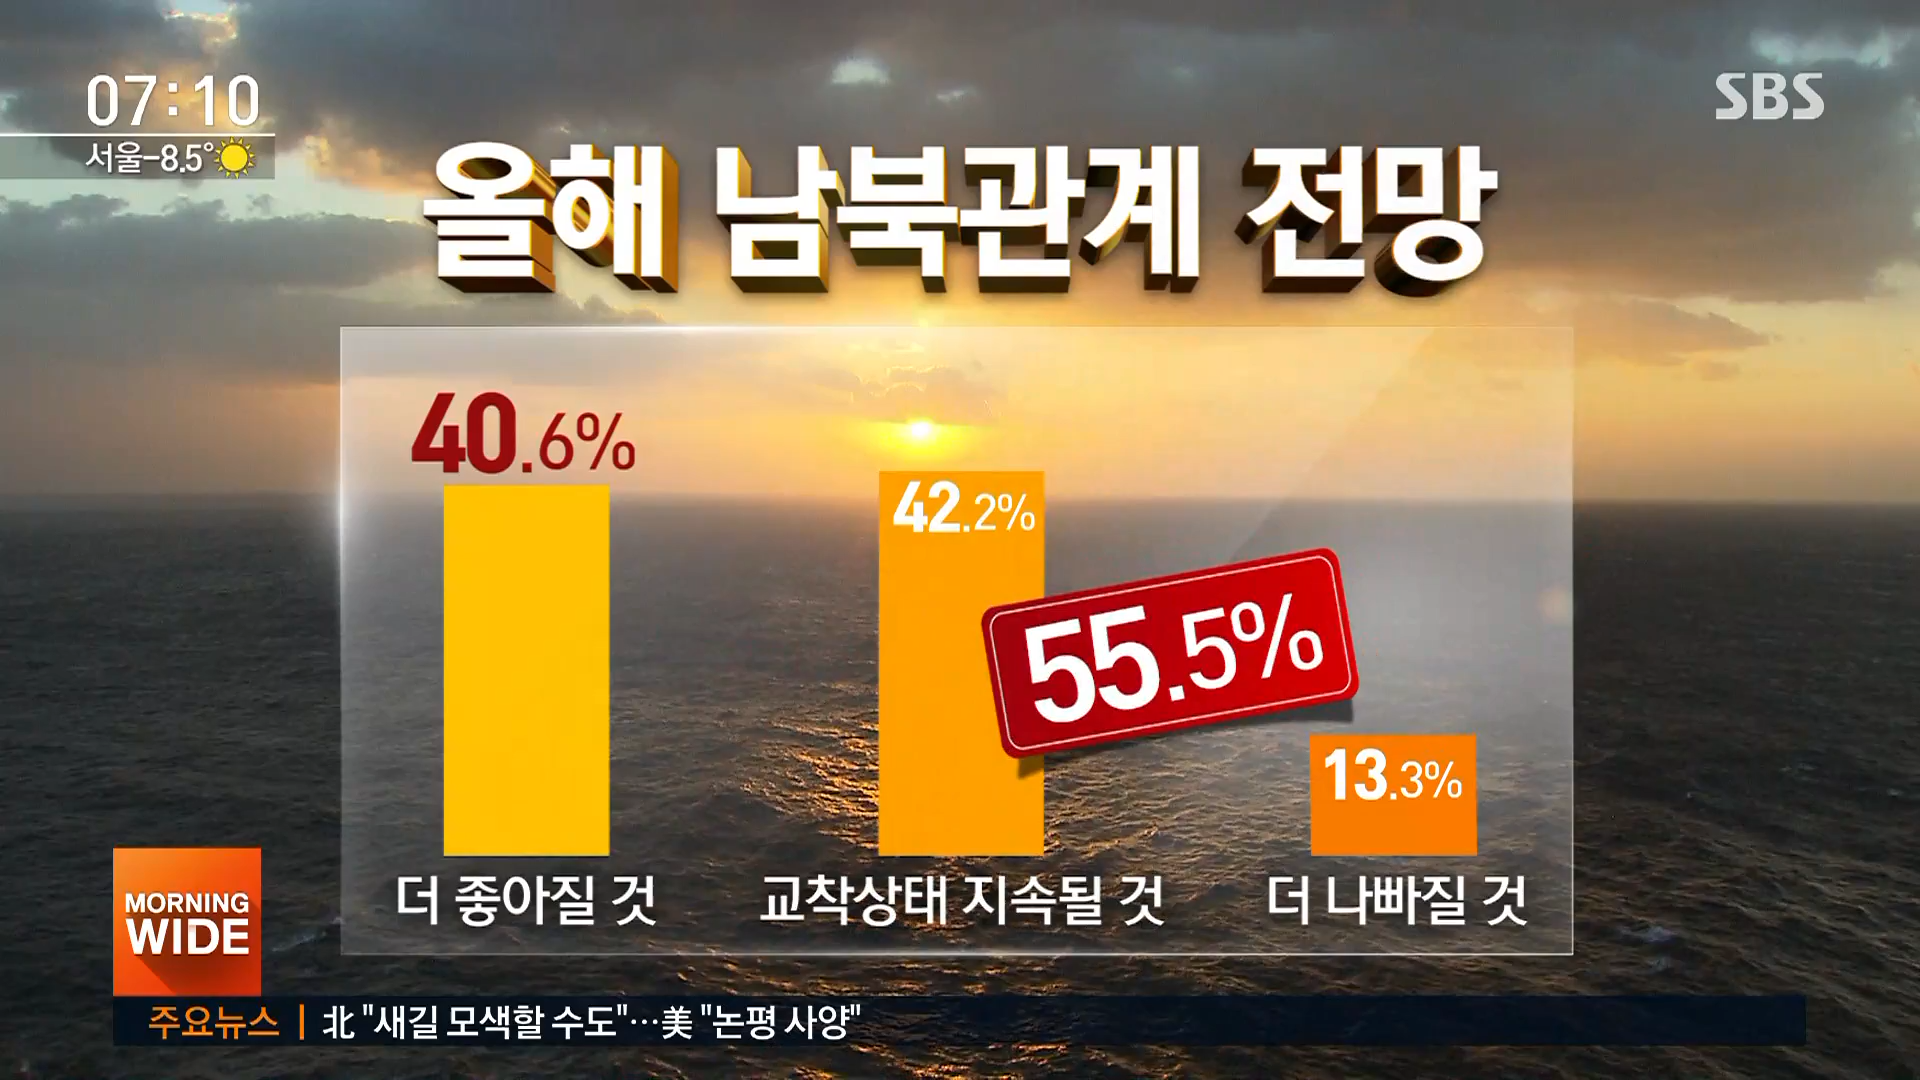 07:10
서울-8.5°
SBS
올해 남북관계 전망
40.6%
42.2%
55.5%
13.3%
더 좋아질 것
교착상태 지속될 것
더 나빠질 것
MORNING
WIDE
주요뉴스 | 北 "새길 모색할 수도"…美 "논평 사양"